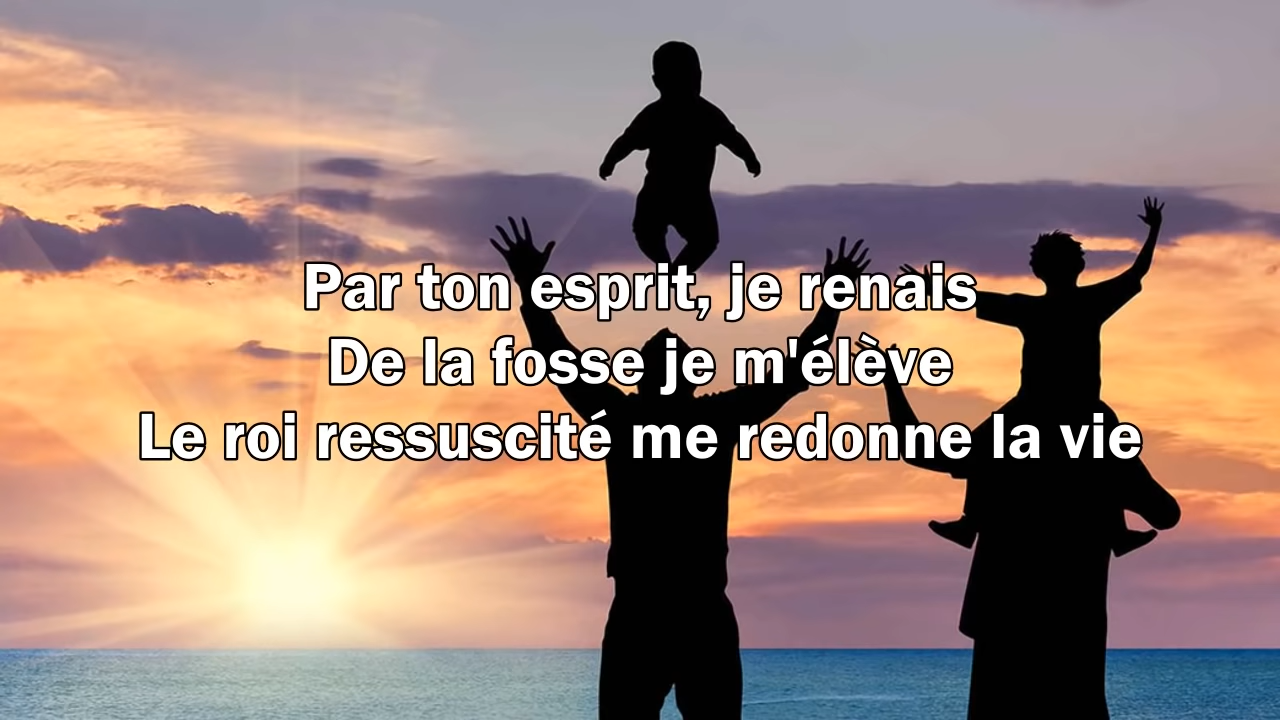 Par ton esprit, je renais
De la fosse je m'élève
Le roi ressuscité me redonne la vie